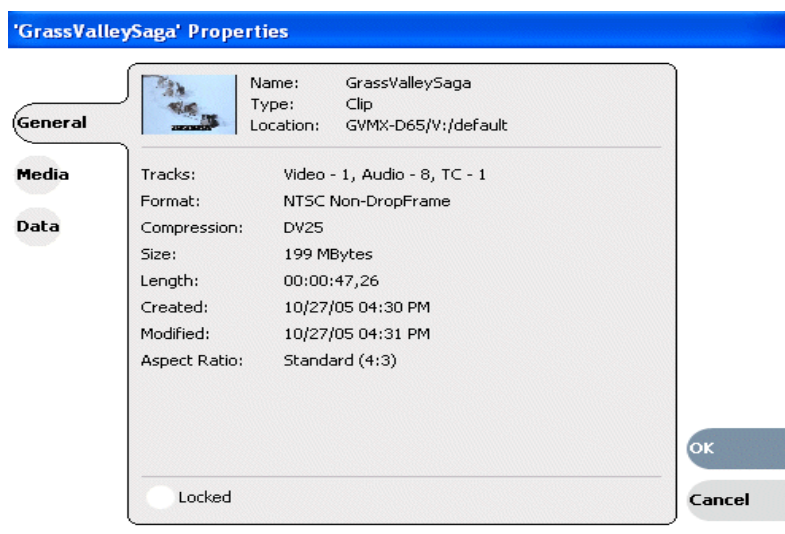 'GrassValleySaga' Properties
General
Media
Data
Name: GrassValleySaga
Type: Clip
Location: GVMX-D65/V:/default
Tracks: Video - 1, Audio - 8, TC - 1
Format: NTSC Non-DropFrame
Compression: DV25
Size: 199 MBytes
Length: 00:00:47,26
Created: 10/27/05 04:30 PM
Modified: 10/27/05 04:31 PM
Aspect Ratio: Standard (4:3)
Locked
OK
Cancel